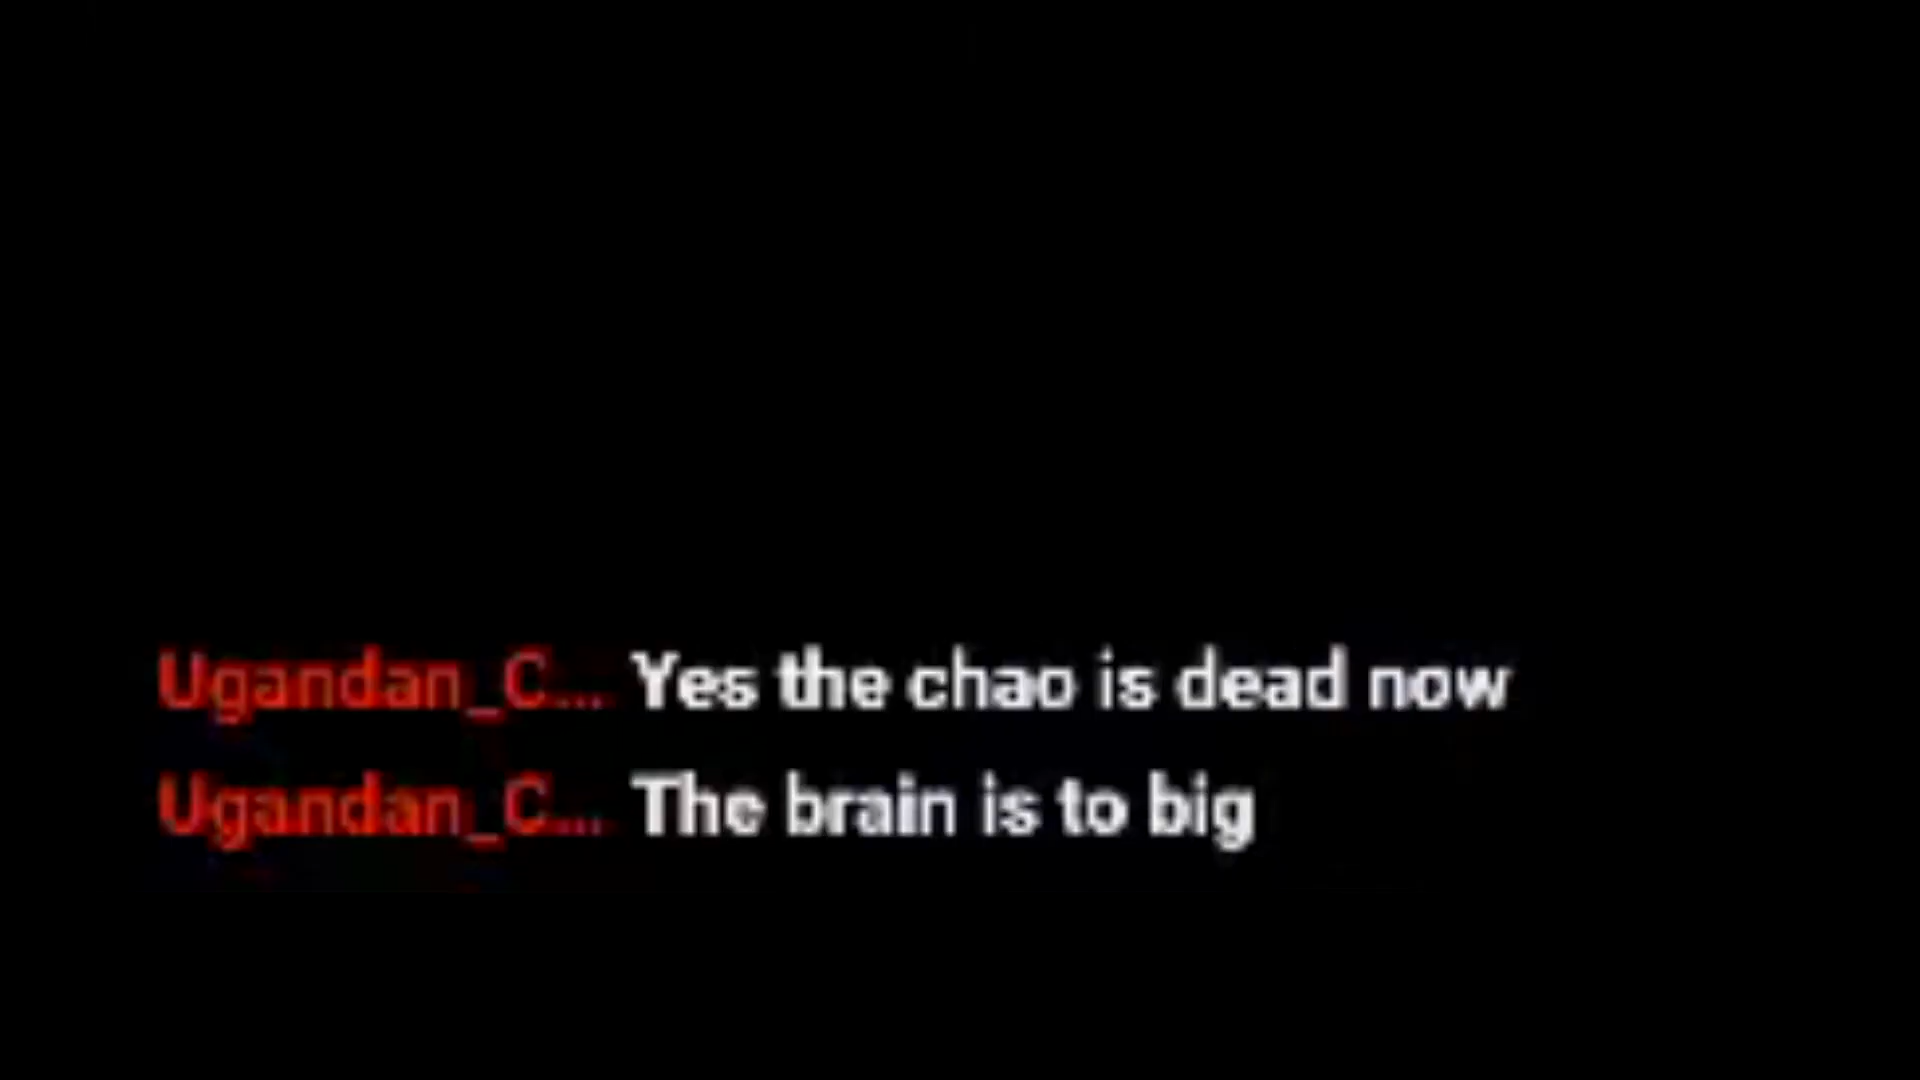 Ugandan_C... Yes the chao is dead now
Ugandan_C... The brain is to big